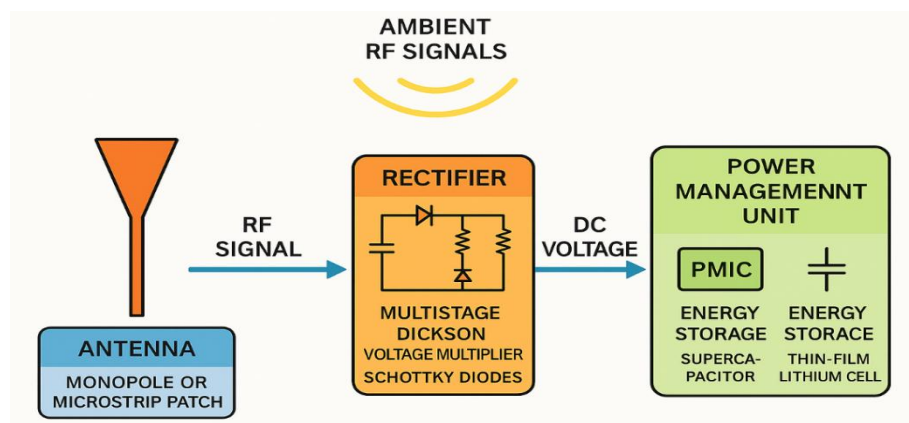 AMBIENT
RF SIGNALS
RF
SIGNAL
ANTENNA
MONOPOLE OR
MICROSTRIP PATCH
RECTIFIER
MULTISTAGE
DICKSON
VOLTAGE MULTIPLIER
SCHOTTKY DIODES
DC
VOLTAGE
POWER
MANAGEMENNT
UNIT
PMIC
ENERGY
STORAGE
SUPERCA-
PACITOR
ENERGY
STORACE
THIN-FILM
LITHIUM CELL